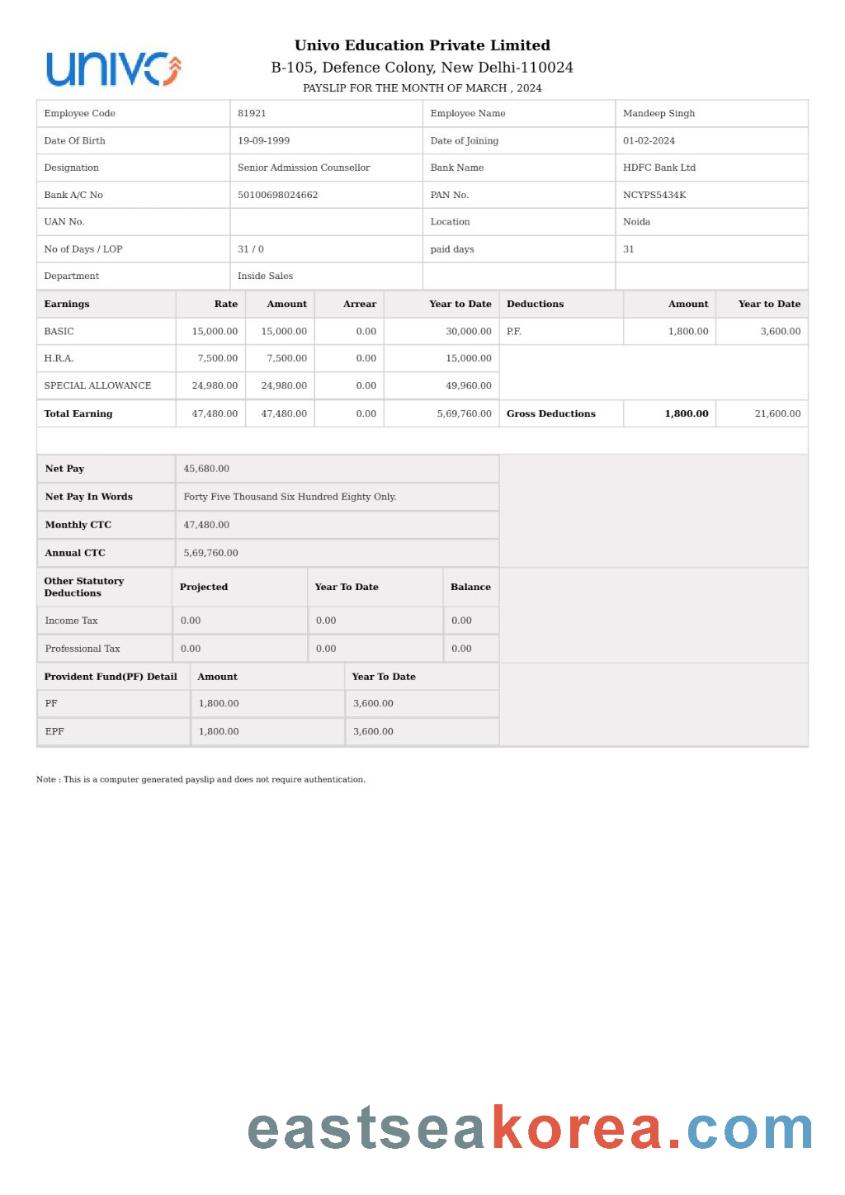 univo
Univo Education Private Limited
B-105, Defence Colony, New Delhi-110024
PAYSLIP FOR THE MONTH OF MARCH , 2024
Employee Code 81921 Employee Name Mandeep Singh
Date Of Birth 19-09-1999 Date of Joining 01-02-2024
Designation Senior Admission Counsellor Bank Name HDFC Bank Ltd
Bank A/C No 50100698024662 PAN No. NCYPS5434K
UAN No. Location Noida
No of Days / LOP 31 / 0 paid days 31
Department Inside Sales
Earnings Rate Amount Arrear Year to Date Deductions Amount Year to Date
BASIC 15,000.00 15,000.00 0.00 30,000.00 P.F. 1,800.00 3,600.00
H.R.A. 7,500.00 7,500.00 0.00 15,000.00
SPECIAL ALLOWANCE 24,980.00 24,980.00 0.00 49,960.00
Total Earning 47,480.00 47,480.00 0.00 5,69,760.00 Gross Deductions 1,800.00 21,600.00
Net Pay 45,680.00
Net Pay In Words Forty Five Thousand Six Hundred Eighty Only.
Monthly CTC 47,480.00
Annual CTC 5,69,760.00
Other Statutory
Deductions Projected Year To Date Balance
Income Tax 0.00 0.00 0.00
Professional Tax 0.00 0.00 0.00
Provident Fund(PF) Detail Amount Year To Date
PF 1,800.00 3,600.00
EPF 1,800.00 3,600.00
Note : This is a computer generated payslip and does not require authentication.
eastseakorea.com